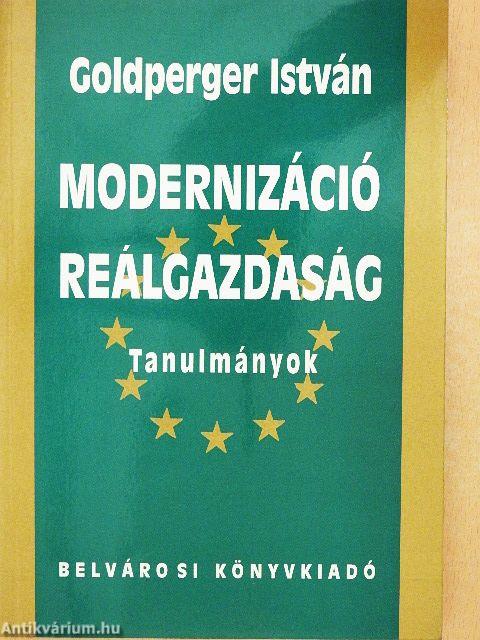 Goldperger István
MODERNIZÁCIÓ
REÁLGAZDASÁG
Tanulmányok
BELVÁROSI KÖNYVKIADÓ
Antikvárium.hu